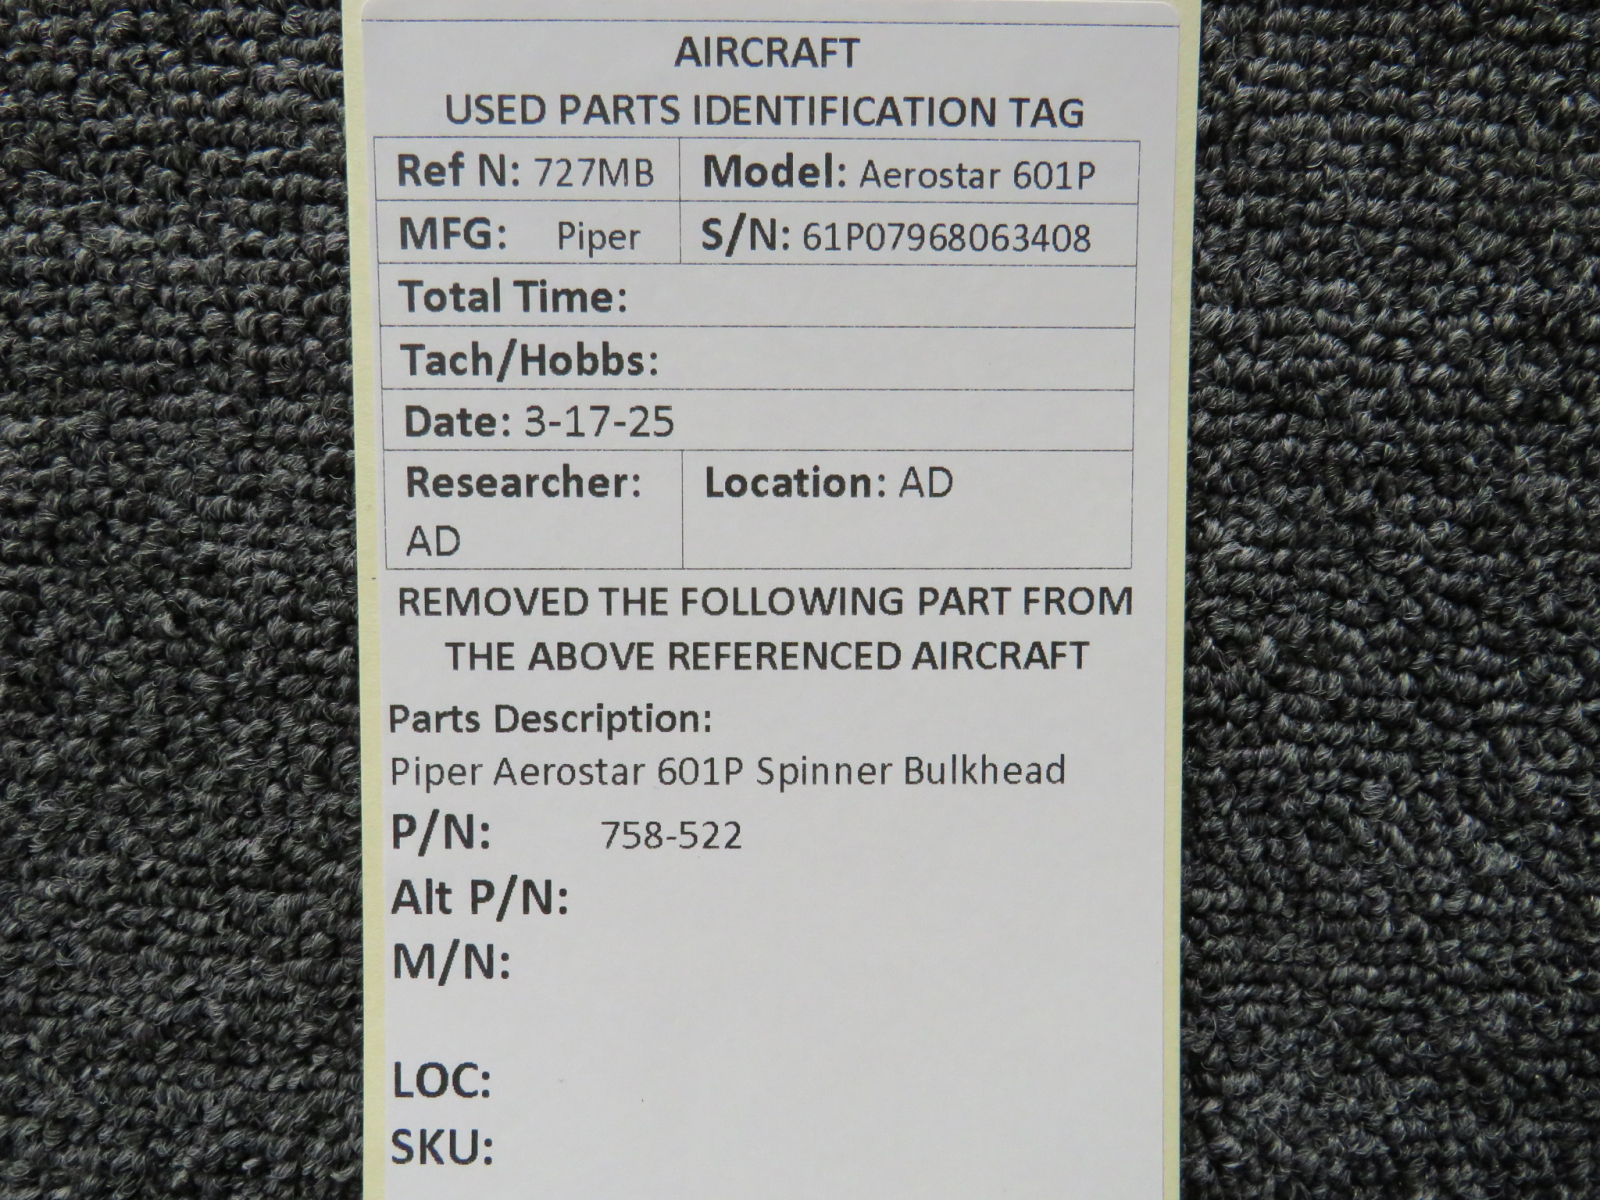 AIRCRAFT
USED PARTS IDENTIFICATION TAG
Ref N: 727MB Model: Aerostar 601P
MFG: Piper S/N: 61P07968063408
Total Time:
Tach/Hobbs:
Date: 3-17-25
Researcher: Location: AD
AD
REMOVED THE FOLLOWING PART FROM
THE ABOVE REFERENCED AIRCRAFT
Parts Description:
Piper Aerostar 601P Spinner Bulkhead
P/N: 758-522
Alt P/N:
M/N:
LOC:
SKU: